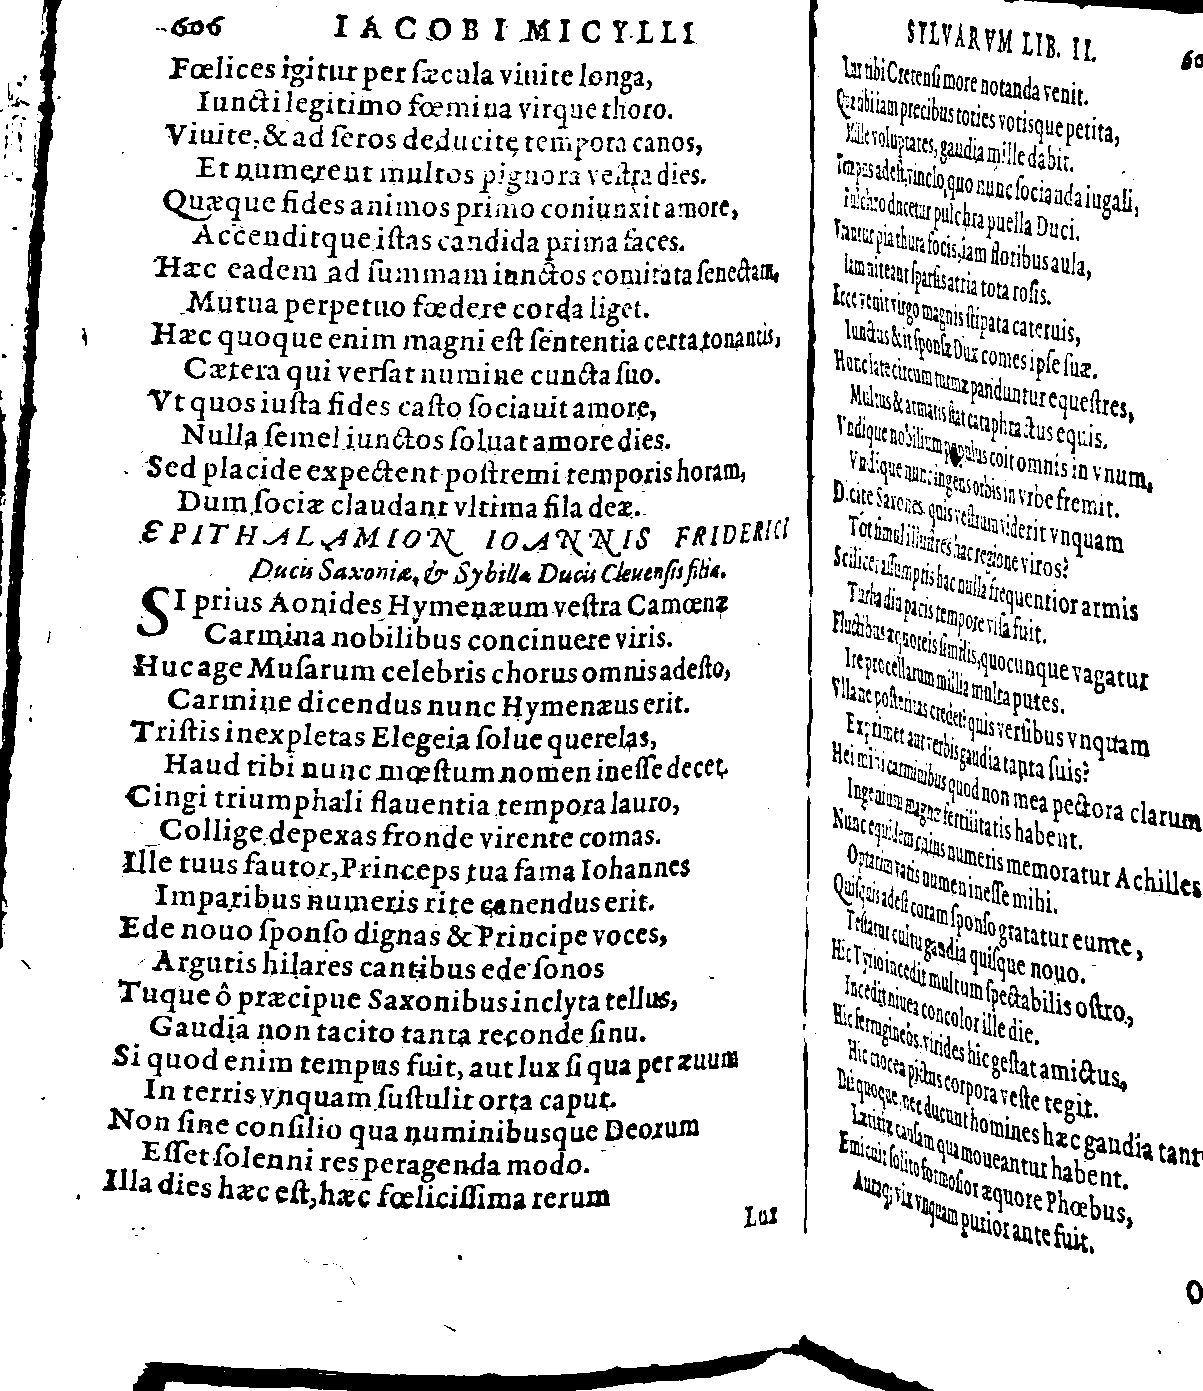 606 IACOBI MICYLLI
Fœlices igitur per sæcula viuite longa,
Iuncti legitimo fœmina virque thoro.
Viuite, & ad seros deducite tempora canos,
Et numerent multos pignora vestra dies.
Quæque fides animos primo coniunxit amore,
Accenditque istas candida prima faces.
Hæc eadem ad summam iunctos comitata senectam,
Mutua perpetuo fœdere corda liget.
Hæc quoque enim magni est sententia certa tonantis,
Cætera qui versat numine cuncta suo.
Vt quos iusta fides casto sociauit amore,
Nulla semel iunctos soluat amore dies.
Sed placide expectent postremi temporis horam,
Dum sociæ claudant vltima fila deæ.
EPITHALAMION IOANNIS FRIDERICI
Ducis Saxoniæ, & Sybillæ Ducis Cleuensis filiæ.
SI prius Aonides Hymenæum vestra Camœnæ
Carmina nobilibus concinuere viris.
Huc age Musarum celebris chorus omnis adesto,
Carmine dicendus nunc Hymenæus erit.
Tristis inexpletas Elegeia solue querelas,
Haud tibi nunc mœstum nomen inesse decet.
Cingi triumphali flauentia tempora lauro,
Collige depexas fronde virente comas.
Ille tuus fautor, Princeps tua fama Iohannes
Imparibus numeris rite canendus erit.
Ede nouo sponso dignas & Principe voces,
Argutis hilares cantibus ede sonos
Tuque ô præcipue Saxonibus inclyta tellus,
Gaudia non tacito tanta reconde sinu.
Si quod enim tempus fuit, aut lux si qua per æuum
In terris vnquam sustulit orta caput.
Non sine consilio qua numinibusque Deorum
Esset solenni res peragenda modo.
Illa dies hæc est, hæc fœlicissima rerum
Lux
SYLVARVM LIB. II. 60
Lux tibi Cretensi more notanda venit.
Quæ tibi iam precibus toties votisque petita,
Mille voluptates, gaudia mille dabit.
Tempus adest, vinclo, quo nunc socianda iugali,
Pulchro ducetur pulchra puella Duci.
Vrantur pia thura focis, iam floribus aula,
Iam niteant sparsis atria tota rosis.
Ecce venit virgo magnis stipata cateruis,
Iunctus & it sponsæ Dux comes ipse suæ.
Hanc late circum turmæ panduntur equestres,
Multus & armatis stat cataphractus equis.
Vndique nobilium populus coit omnis in vnum,
Vndique nunc ingens orbis in vrbe fremit.
Dicite Saxones, quis vestrum viderit vnquam
Tot simul illustres hac regione viros?
Scilicet assumptis hac nulla frequentior armis
Turba dia pacis tempore visa fuit.
Fluctibus æquoreis similis, quocunque vagatur
Ire procellarum millia multa putes.
Vllane posteritas credet? quis versibus vnquam
Exprimet aut verbis gaudia tanta suis?
Hei mihi carminibus quod non mea pectora clarum
Ingenium magnæ fertilitatis habent.
Nunc equidem cuius numeris memoratur Achilles
Optarim vatis numen inesse mihi.
Quisquis adest coram sponso gratatur eunte,
Testatur cultu gaudia quisque nouo.
Hic Tyrio incedit multum spectabilis ostro,
Incedit niuea concolor ille die.
Hic ferrugineos, virides hic gestat amictus,
Hic crocea pictus corpora veste tegit.
Dii quoque, nec ducunt homines hæc gaudia tant
Lætitiæ causam qua moueantur habent.
Emicuit solito formosior æquore Phœbus,
Auraq; vix vnquam purior ante fuit.
O